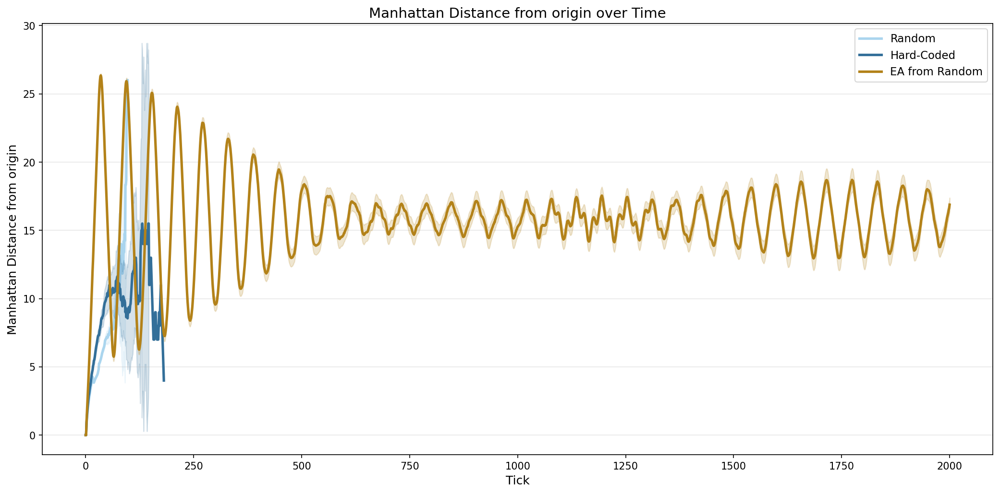 Manhattan Distance from origin over Time
Random
Hard-Coded
EA from Random
Manhattan Distance from origin
30
25
20
15
10
5
0
0
250
500
750
1000
1250
1500
1750
2000
Tick